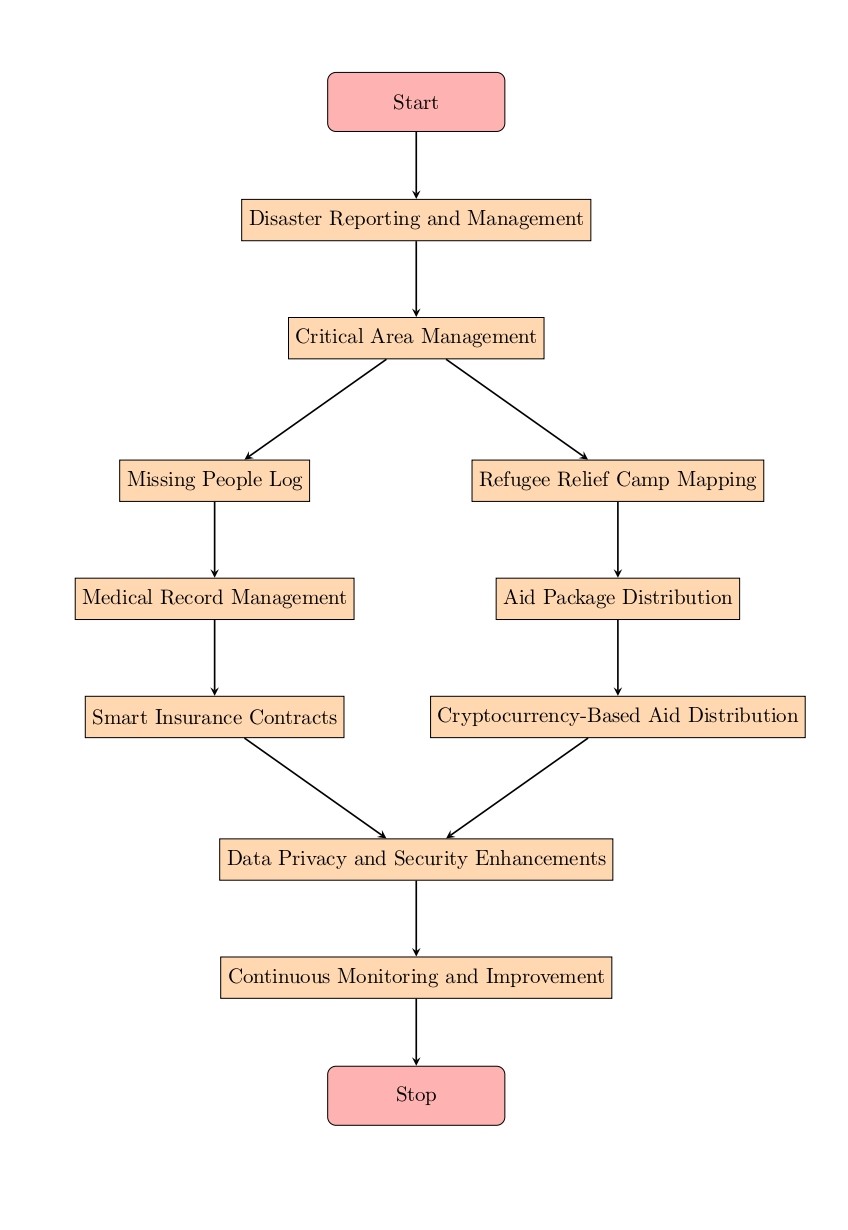 Start
Disaster Reporting and Management
Critical Area Management
Missing People Log
Refugee Relief Camp Mapping
Medical Record Management
Aid Package Distribution
Smart Insurance Contracts
Cryptocurrency-Based Aid Distribution
Data Privacy and Security Enhancements
Continuous Monitoring and Improvement
Stop